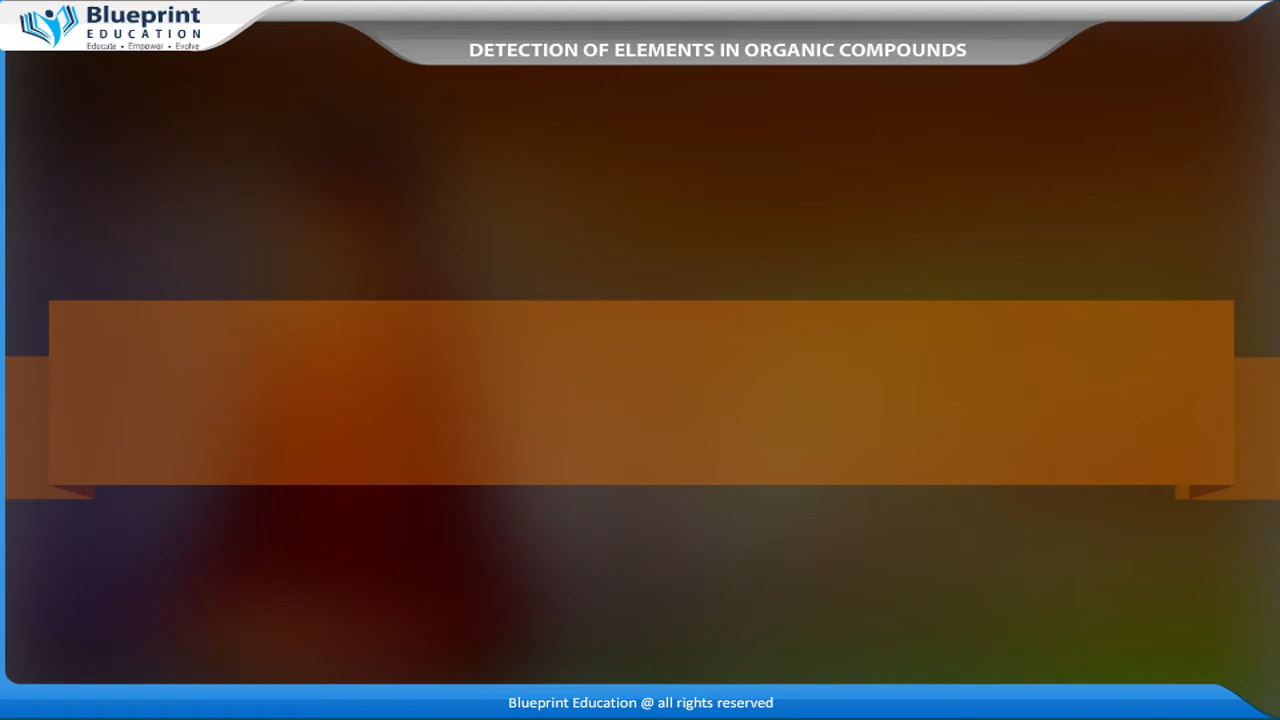 Blueprint
EDUCATION
Educate • Empower • Evolve
DETECTION OF ELEMENTS IN ORGANIC COMPOUNDS
Blueprint Education @ all rights reserved